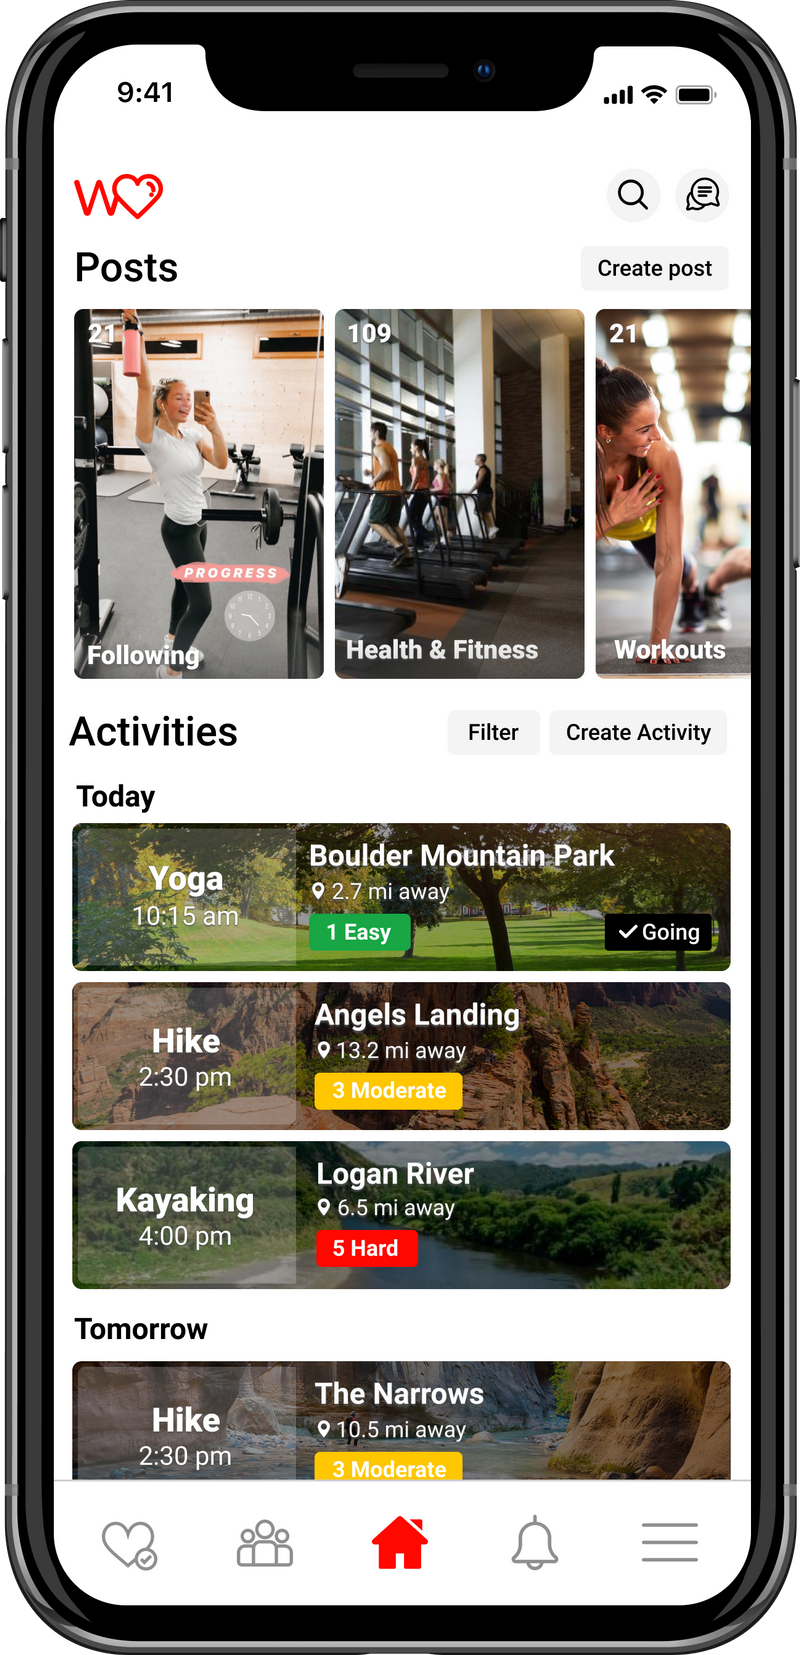 9:41
W
Posts
Create post
21
109
21
PROGRESS
Following
Health & Fitness
Workouts
Activities
Filter
Create Activity
Today
Yoga
10:15 am
Boulder Mountain Park
2.7 mi away
1 Easy
Going
Hike
2:30 pm
Angels Landing
13.2 mi away
3 Moderate
Kayaking
4:00 pm
Logan River
6.5 mi away
5 Hard
Tomorrow
Hike
2:30 pm
The Narrows
10.5 mi away
3 Moderate